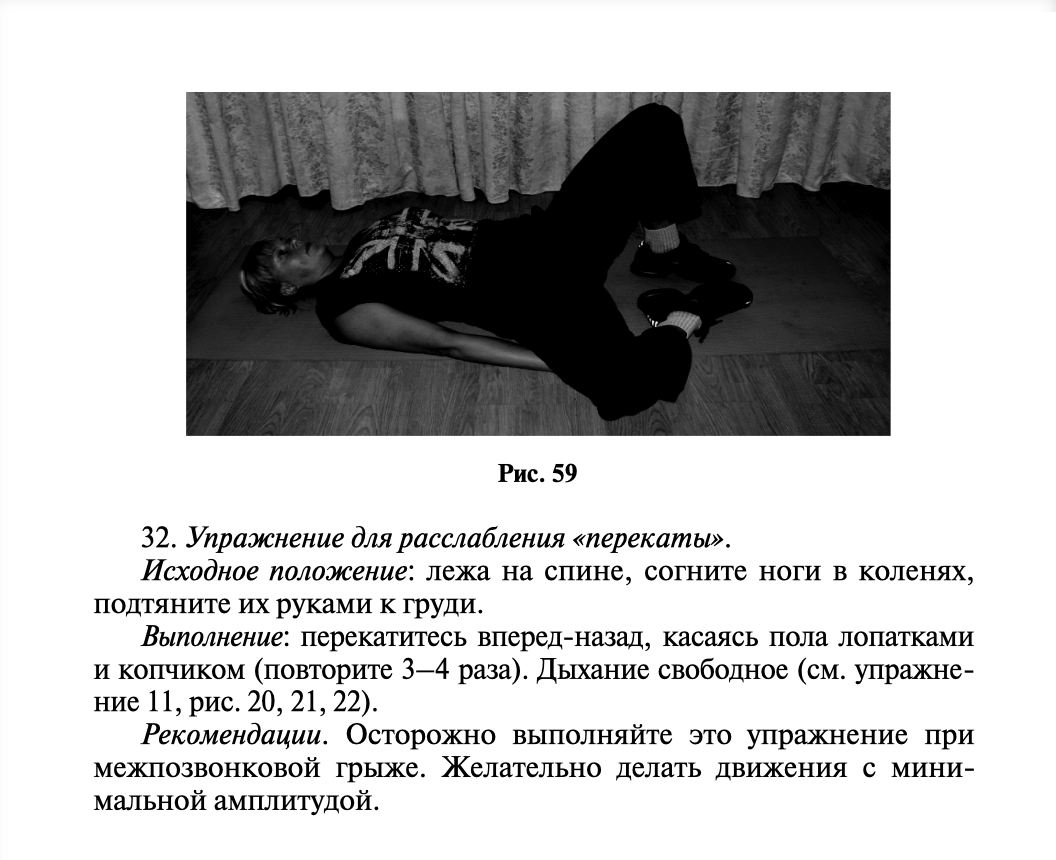 Рис. 59
32. Упражнение для расслабления «перекаты».
Исходное положение: лежа на спине, согните ноги в коленях,
подтяните их руками к груди.
Выполнение: перекатитесь вперед-назад, касаясь пола лопатками
и копчиком (повторите 3–4 раза). Дыхание свободное (см. упражне-
ние 11, рис. 20, 21, 22).
Рекомендации. Осторожно выполняйте это упражнение при
межпозвонковой грыже. Желательно делать движения с мини-
мальной амплитудой.